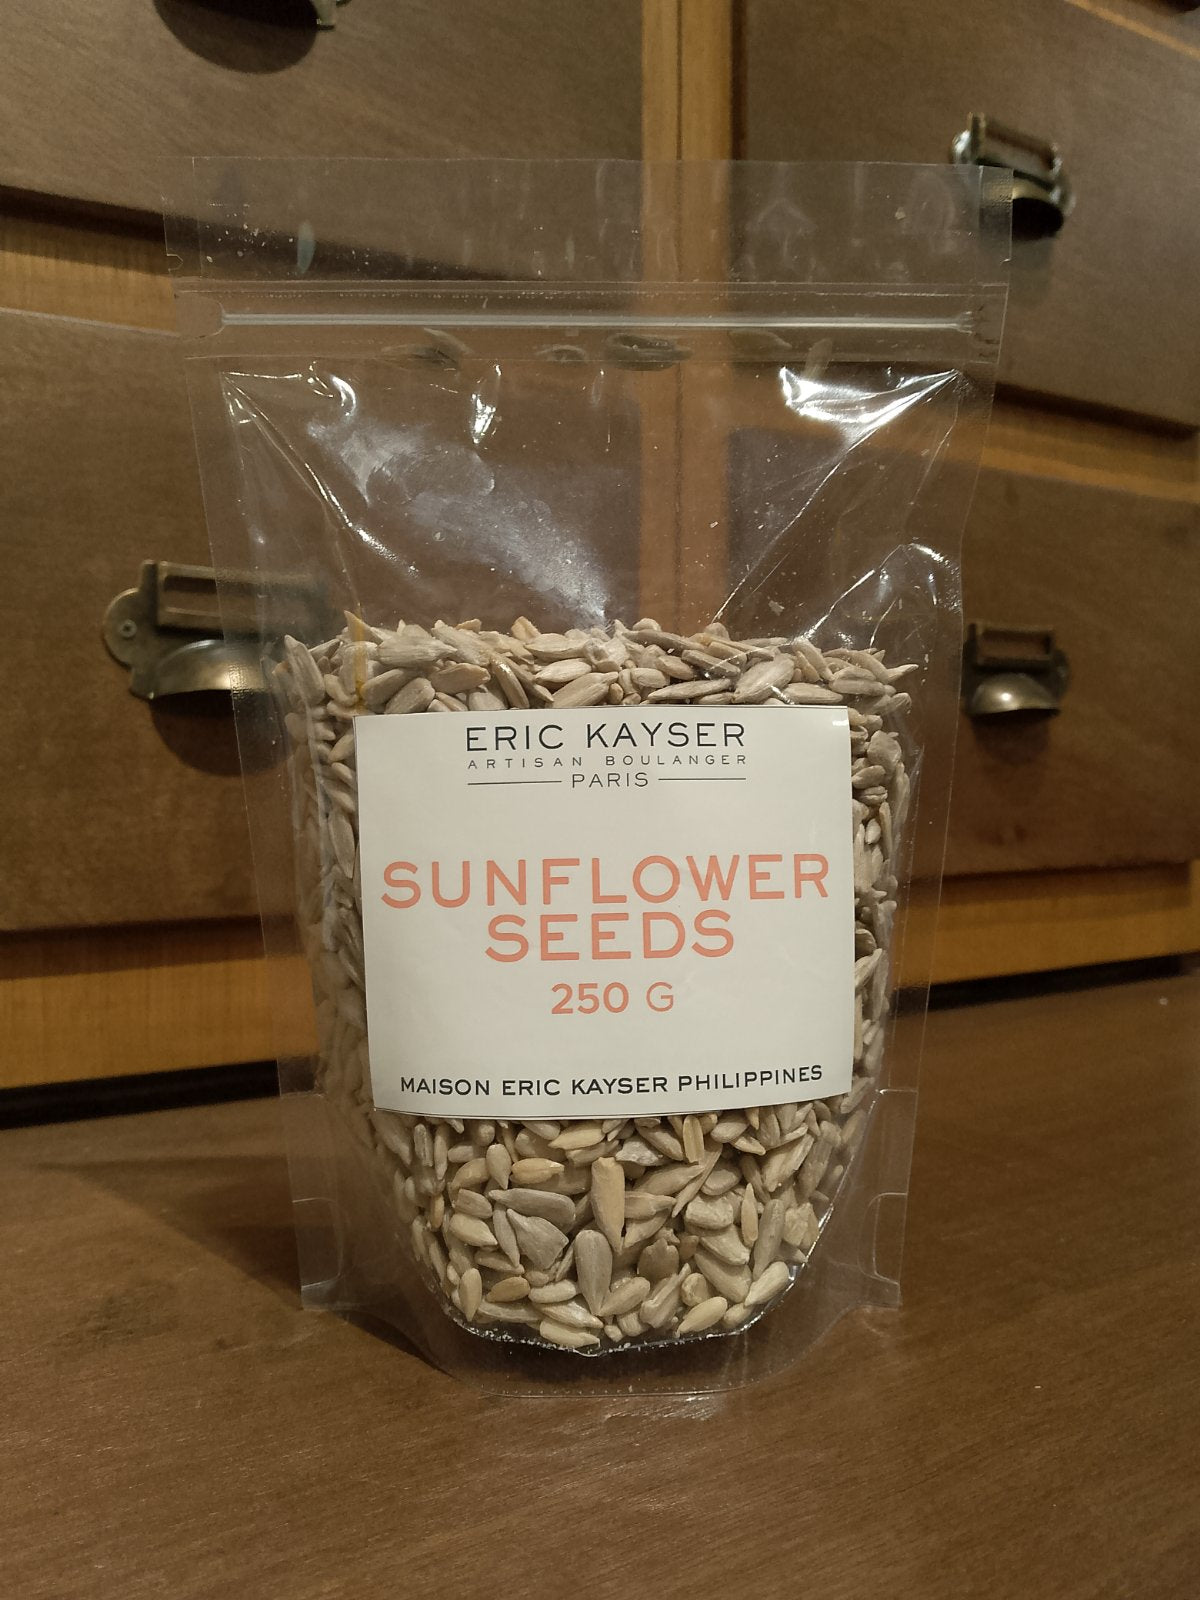 ERIC KAYSER
ARTISAN BOULANGER
PARIS
SUNFLOWER
SEEDS
250 G
MAISON ERIC KAYSER PHILIPPINES